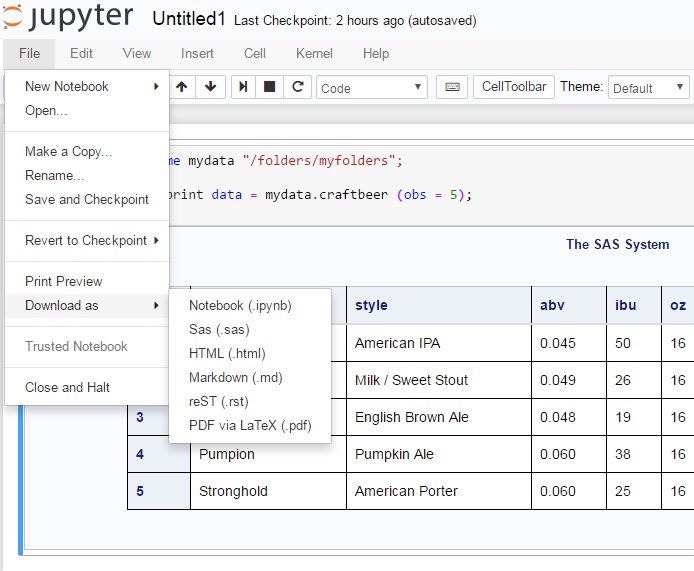 jupyter Untitled1 Last Checkpoint: 2 hours ago (autosaved)
File Edit View Insert Cell Kernel Help
Code CellToolbar Theme: Default
New Notebook
Open...
Make a Copy...
Rename...
Save and Checkpoint
Revert to Checkpoint
Print Preview
Download as
Trusted Notebook
Close and Halt
Notebook (.ipynb)
Sas (.sas)
HTML (.html)
Markdown (.md)
reST (.rst)
PDF via LaTeX (.pdf)
me mydata "/folders/myfolders";
print data = mydata.craftbeer (obs = 5);
The SAS System
style abv ibu oz
American IPA 0.045 50 16
Milk / Sweet Stout 0.049 26 16
3 English Brown Ale 0.048 19 16
4 Pumpion Pumpkin Ale 0.060 38 16
5 Stronghold American Porter 0.060 25 16